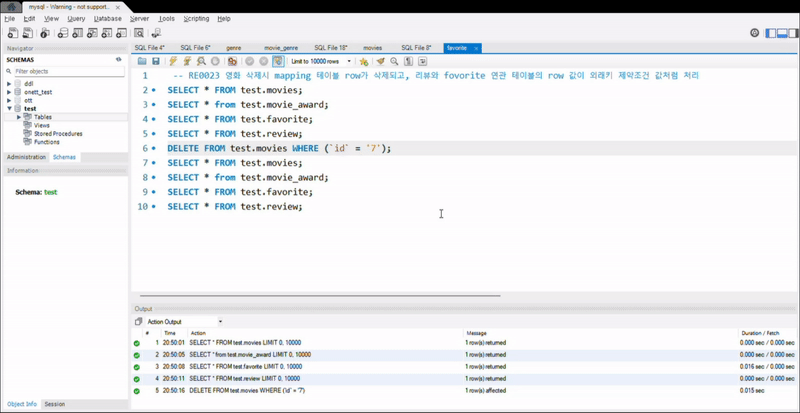 mysql - Warning - not support...
File Edit View Query Database Server Tools Scripting Help
Navigator
SCHEMAS
Filter objects
ddl
onett_test
ott
test
Tables
Views
Stored Procedures
Functions
Administration Schemas
Information
Schema: test
Object Info Session
SQL File 4* SQL File 6* genre movie_genre SQL File 18* movies SQL File 8* favorite
Limit to 10000 rows
1 -- RE0023 영화 삭제시 mapping 테이블 row가 삭제되고, 리뷰와 fovorite 연관 테이블의 row 값이 외래키 제약조건 값처럼 처리
2 SELECT * FROM test.movies;
3 SELECT * from test.movie_award;
4 SELECT * FROM test.favorite;
5 SELECT * FROM test.review;
6 DELETE FROM test.movies WHERE (`id` = '7');
7 SELECT * FROM test.movies;
8 SELECT * from test.movie_award;
9 SELECT * FROM test.favorite;
10 SELECT * FROM test.review;
Output
Action Output
# Time Action Message Duration / Fetch
1 20:50:01 SELECT * FROM test.movies LIMIT 0, 10000 1 row(s) returned 0.000 sec / 0.000 sec
2 20:50:05 SELECT * from test.movie_award LIMIT 0, 10000 1 row(s) returned 0.000 sec / 0.000 sec
3 20:50:08 SELECT * FROM test.favorite LIMIT 0, 10000 1 row(s) returned 0.016 sec / 0.000 sec
4 20:50:11 SELECT * FROM test.review LIMIT 0, 10000 1 row(s) returned 0.000 sec / 0.000 sec
5 20:50:16 DELETE FROM test.movies WHERE (`id` = '7') 1 row(s) affected 0.015 sec